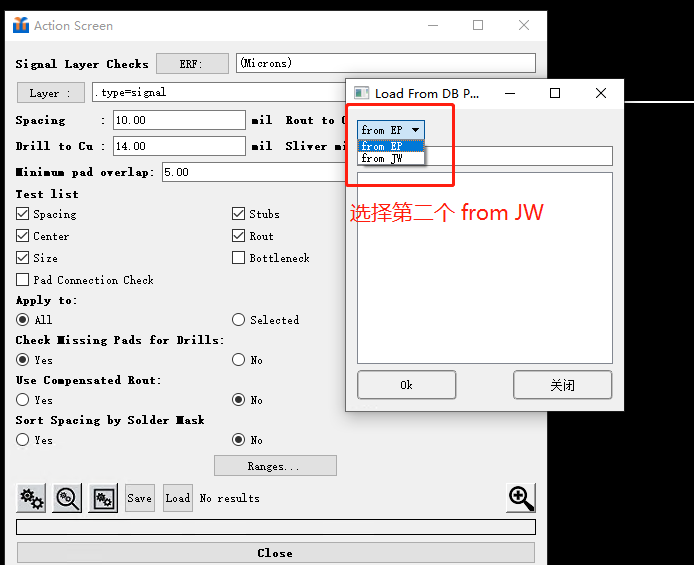 Action Screen
Signal Layer Checks ERF: (Microns)
Layer : .type=signal
Spacing : 10.00 mil Rout to
Drill to Cu : 14.00 mil Sliver
Minimum pad overlap: 5.00
Test list
Spacing Stubs
Center Rout
Size Bottleneck
Pad Connection Check
Apply to:
All Selected
Check Missing Pads for Drills:
Yes No
Use Compensated Rout:
Yes No
Sort Spacing by Solder Mask
Yes No
Ranges...
Save Load No results
Close
Load From DB P...
from EP
from EP
from JW
选择第二个 from JW
Ok 关闭